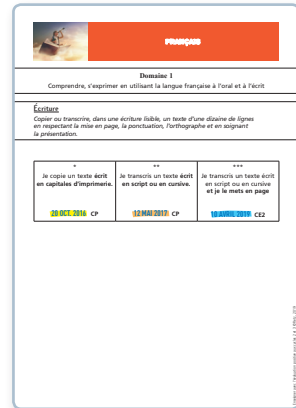 FRANÇAIS
Domaine 1
Comprendre, s'exprimer en utilisant la langue française à l'oral et à l'écrit
Écriture
Copier ou transcrire, dans une écriture lisible, un texte d'une dizaine de lignes
en respectant la mise en page, la ponctuation, l'orthographe et en soignant
la présentation.
*
Je copie un texte écrit
en capitales d'imprimerie.
20 OCT. 2016 CP
**
Je transcris un texte écrit
en script ou en cursive.
12 MAI 2017 CP
***
Je transcris un texte écrit
en script ou en cursive
et je le mets en page
10 AVRIL 2019 CE2